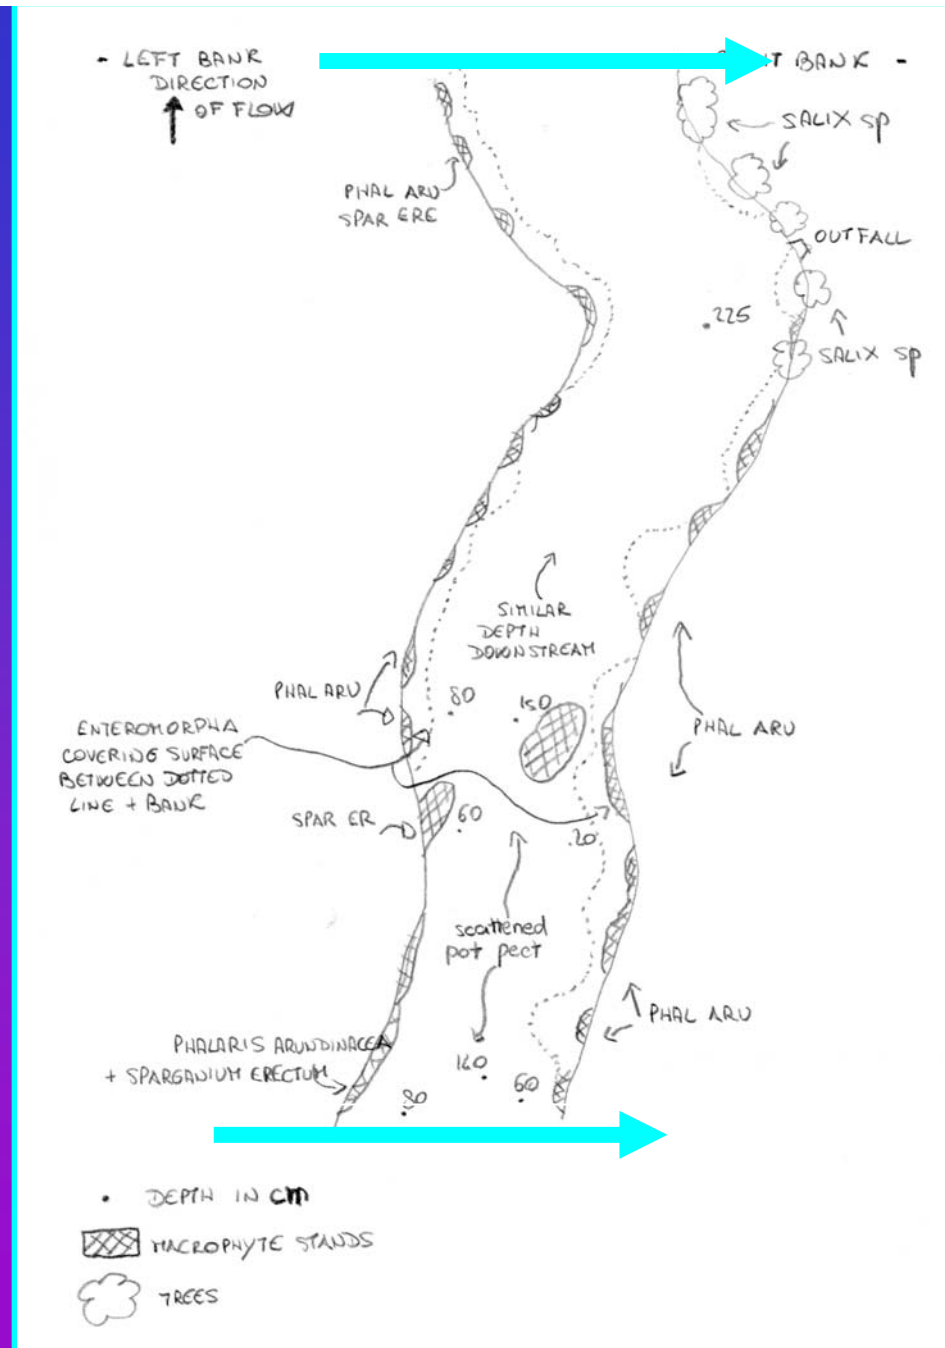 - LEFT BANK
DIRECTION
OF FLOW
BANK -
SALIX SP
PHAL ARU
SPAR ERE
OUTFALL
.225
SALIX SP
SIMILAR
DEPTH
DOWNSTREAM
PHAL ARU
80
150
ENTEROMORPHA
COVERING SURFACE
BETWEEN DOTTED
LINE + BANK
PHAL ARU
SPAR ER
60
.20
scattered
pot pect
PHAL ARU
PHALARIS ARUNDINACEA
+ SPARGANIUM ERECTUM
160
60
80
• DEPTH IN cm
MACROPHYTE STANDS
TREES